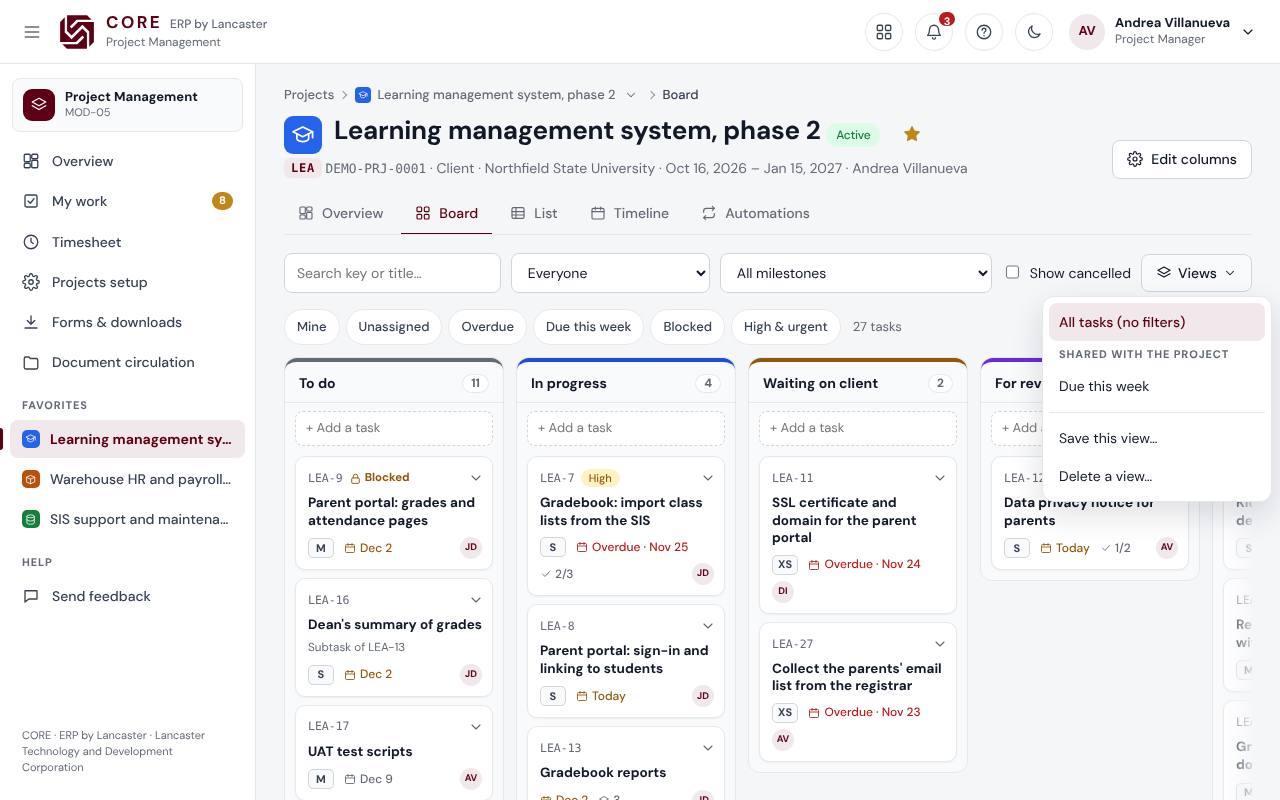 CORE ERP by Lancaster
Project Management
3
AV
Andrea Villanueva
Project Manager
Project Management
MOD-05
Overview
My work 8
Timesheet
Projects setup
Forms & downloads
Document circulation
FAVORITES
Learning management sy...
Warehouse HR and payroll...
SIS support and maintena...
HELP
Send feedback
CORE · ERP by Lancaster · Lancaster
Technology and Development
Corporation
Projects Learning management system, phase 2 Board
Learning management system, phase 2 Active
LEA DEMO-PRJ-0001 · Client · Northfield State University · Oct 16, 2026 – Jan 15, 2027 · Andrea Villanueva
Edit columns
Overview Board List Timeline Automations
Search key or title... Everyone All milestones Show cancelled Views
Mine Unassigned Overdue Due this week Blocked High & urgent 27 tasks
All tasks (no filters)
SHARED WITH THE PROJECT
Due this week
Save this view...
Delete a view...
To do 11
+ Add a task
LEA-9 Blocked
Parent portal: grades and
attendance pages
M Dec 2 JD
LEA-16
Dean's summary of grades
Subtask of LEA-13
S Dec 2 JD
LEA-17
UAT test scripts
M Dec 9 AV
In progress 4
+ Add a task
LEA-7 High
Gradebook: import class
lists from the SIS
S Overdue · Nov 25
2/3 JD
LEA-8
Parent portal: sign-in and
linking to students
S Today JD
LEA-13
Gradebook reports
Dec 2 3 JD
Waiting on client 2
+ Add a task
LEA-11
SSL certificate and
domain for the parent
portal
XS Overdue · Nov 24
DI
LEA-27
Collect the parents' email
list from the registrar
XS Overdue · Nov 23
AV
For rev
+ Add a
LEA-12
Data privacy notice for
parents
S Today 1/2 AV
de
S
LEA
Re
wi
M
LEA
Gr
do
M